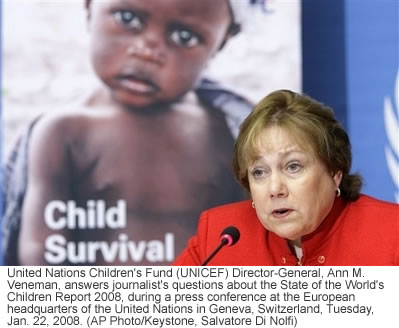 Child
Survival
United Nations Children's Fund (UNICEF) Director-General, Ann M.
Veneman, answers journalist's questions about the State of the World's
Children Report 2008, during a press conference at the European
headquarters of the United Nations in Geneva, Switzerland, Tuesday,
Jan. 22, 2008. (AP Photo/Keystone, Salvatore Di Nolfi)